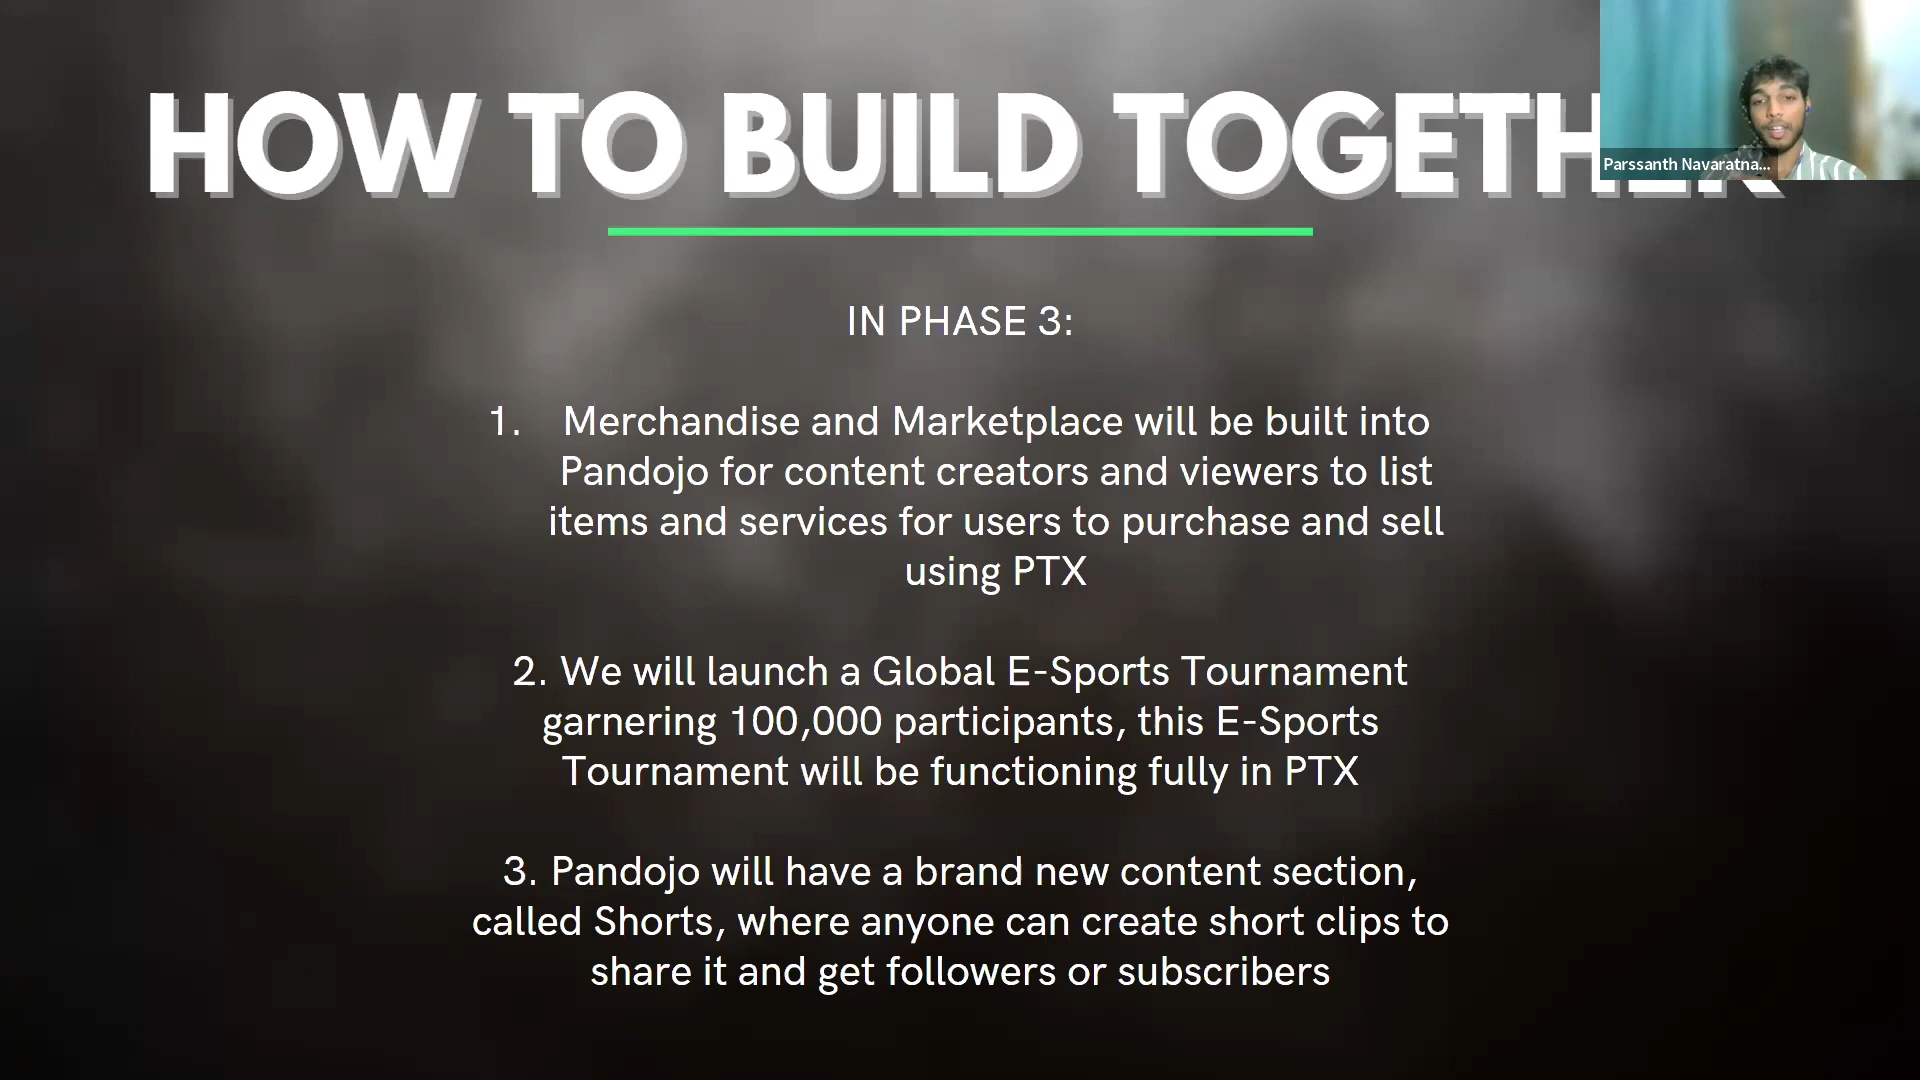 HOW TO BUILD TOGETHER
Parssanth Navaratna...
IN PHASE 3:
1. Merchandise and Marketplace will be built into
Pandojo for content creators and viewers to list
items and services for users to purchase and sell
using PTX
2. We will launch a Global E-Sports Tournament
garnering 100,000 participants, this E-Sports
Tournament will be functioning fully in PTX
3. Pandojo will have a brand new content section,
called Shorts, where anyone can create short clips to
share it and get followers or subscribers